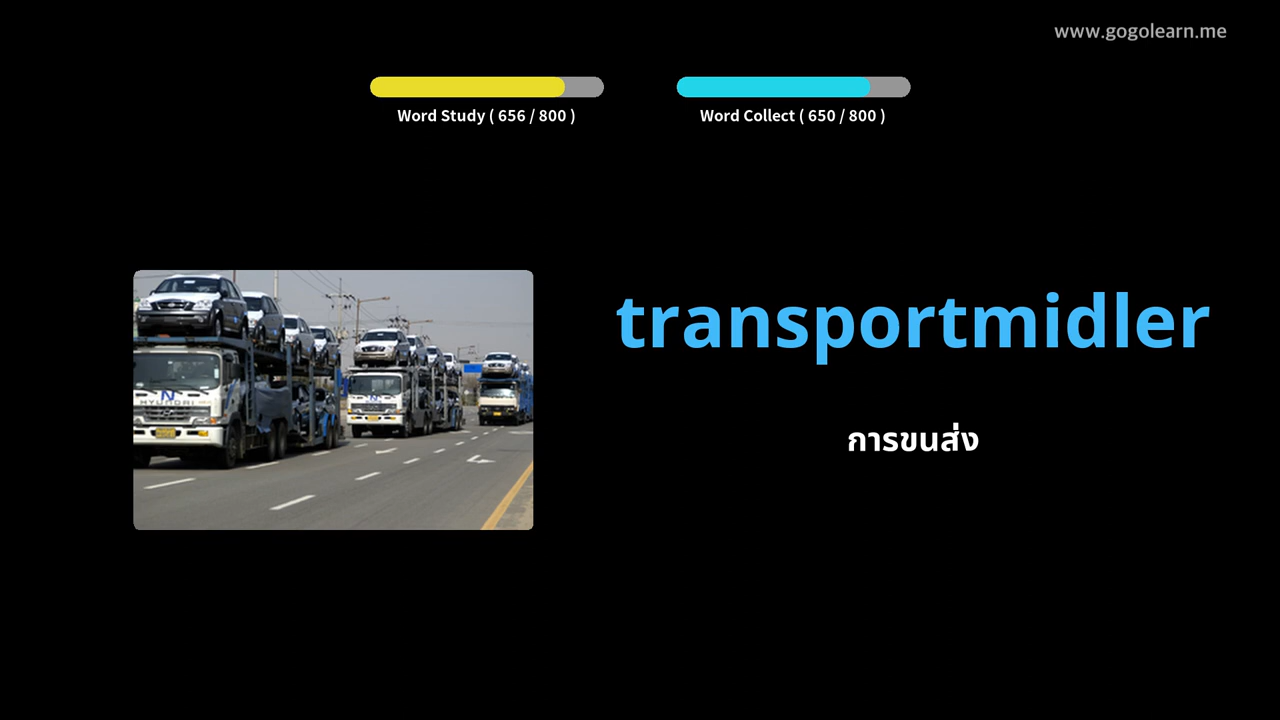 www.gogolearn.me
Word Study ( 656 / 800 )
Word Collect ( 650 / 800 )
transportmidler
การขนส่ง
HYUNDAI